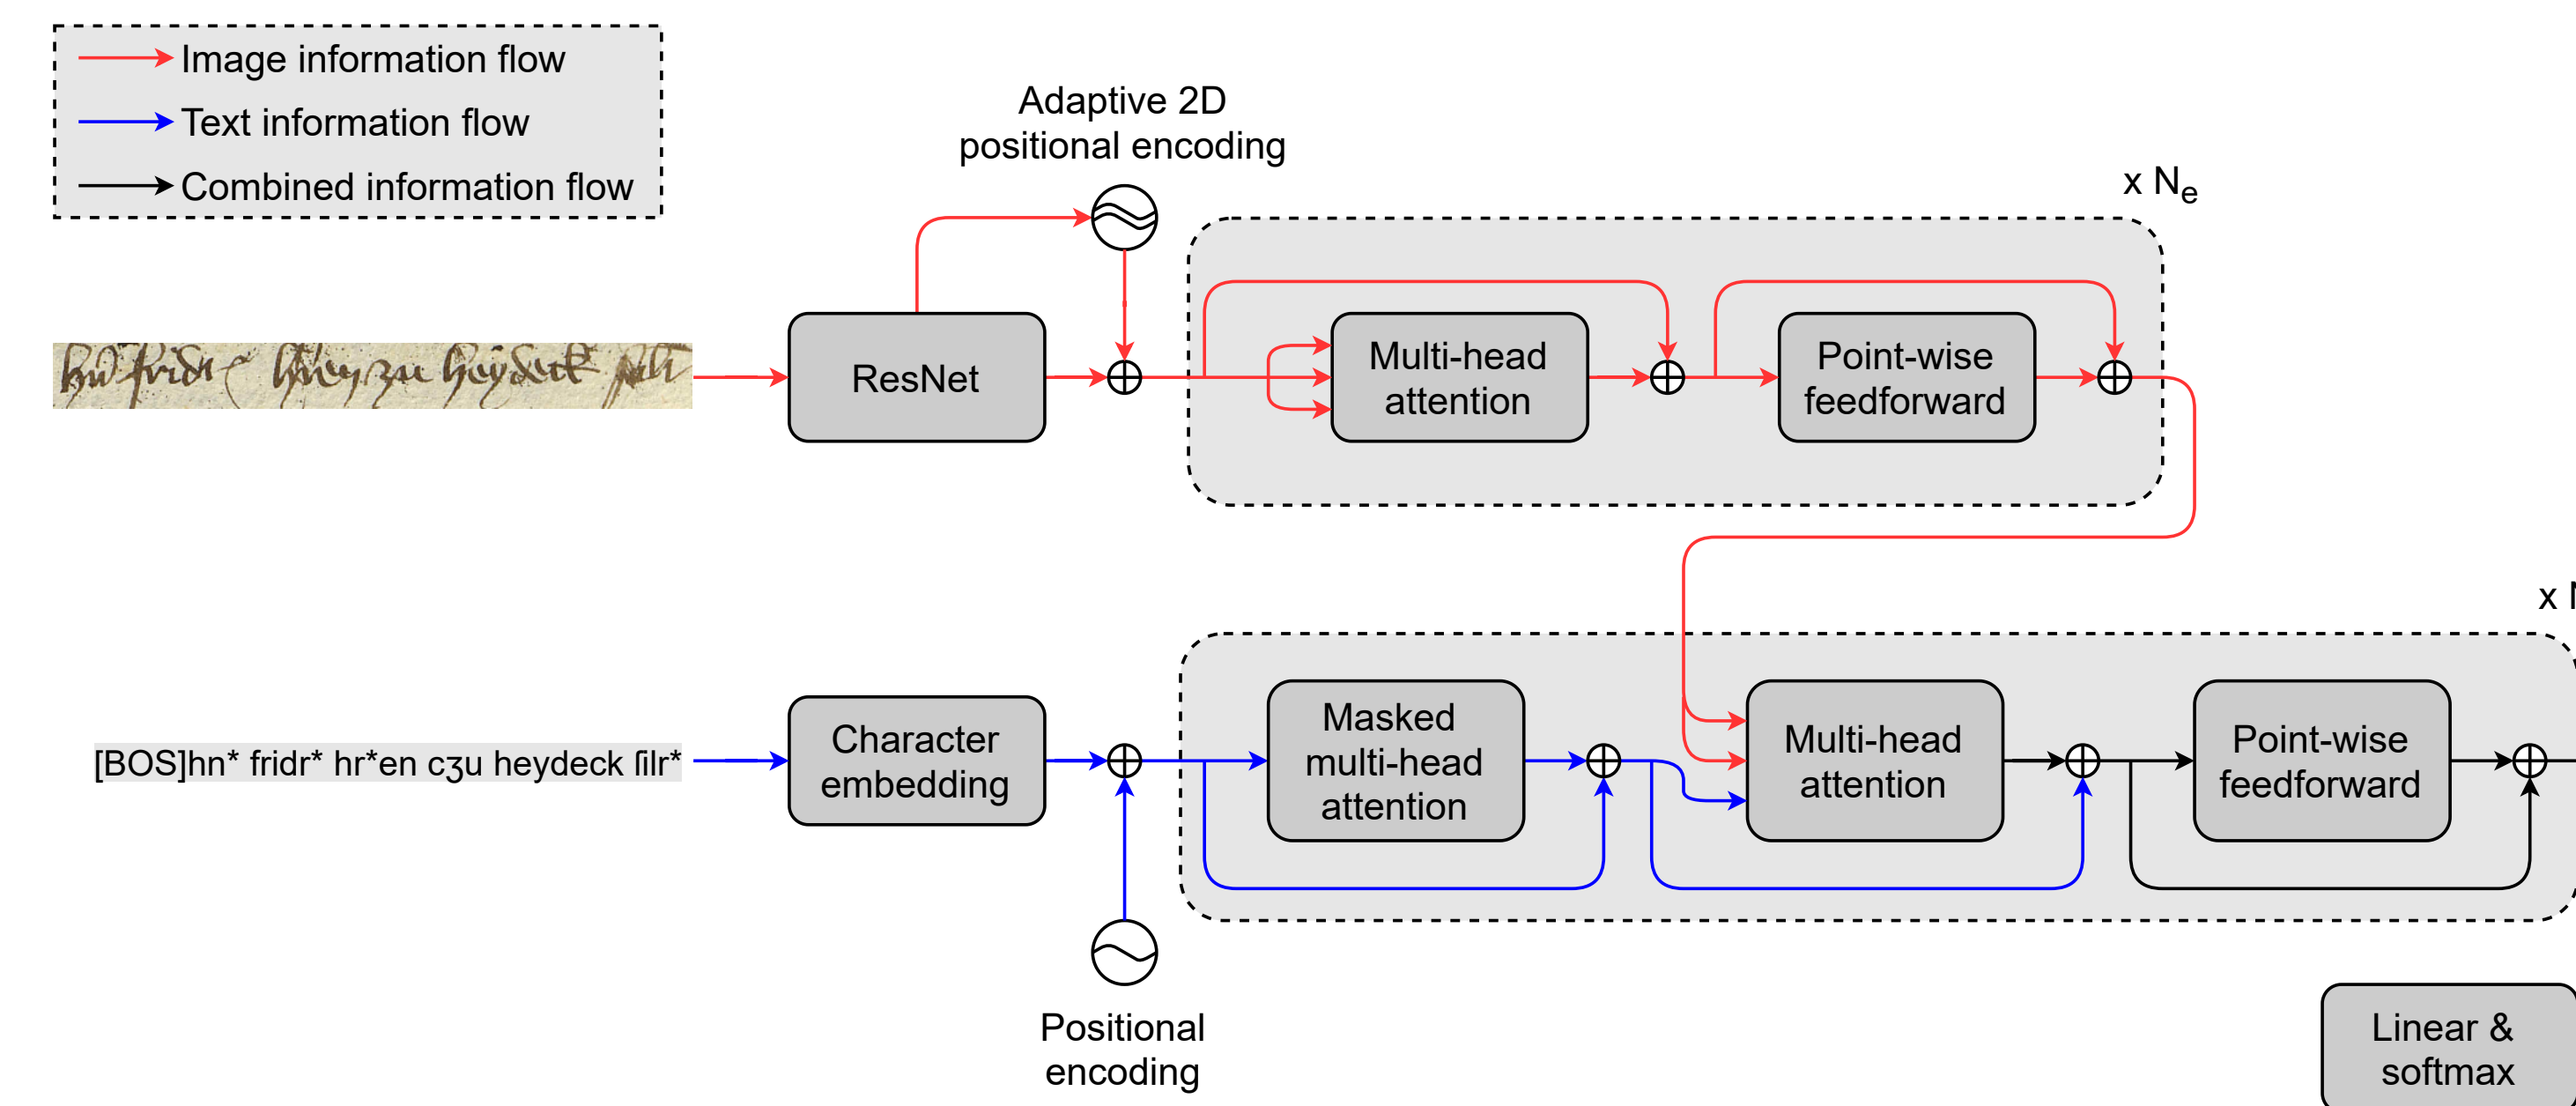 Image information flow
Text information flow
Combined information flow
Adaptive 2D
positional encoding
x Ne
ResNet
Multi-head
attention
Point-wise
feedforward
x
[BOS]hn* fridr* hr*en cʒu heydeck ſilr*
Character
embedding
Masked
multi-head
attention
Multi-head
attention
Point-wise
feedforward
Positional
encoding
Linear &
softmax